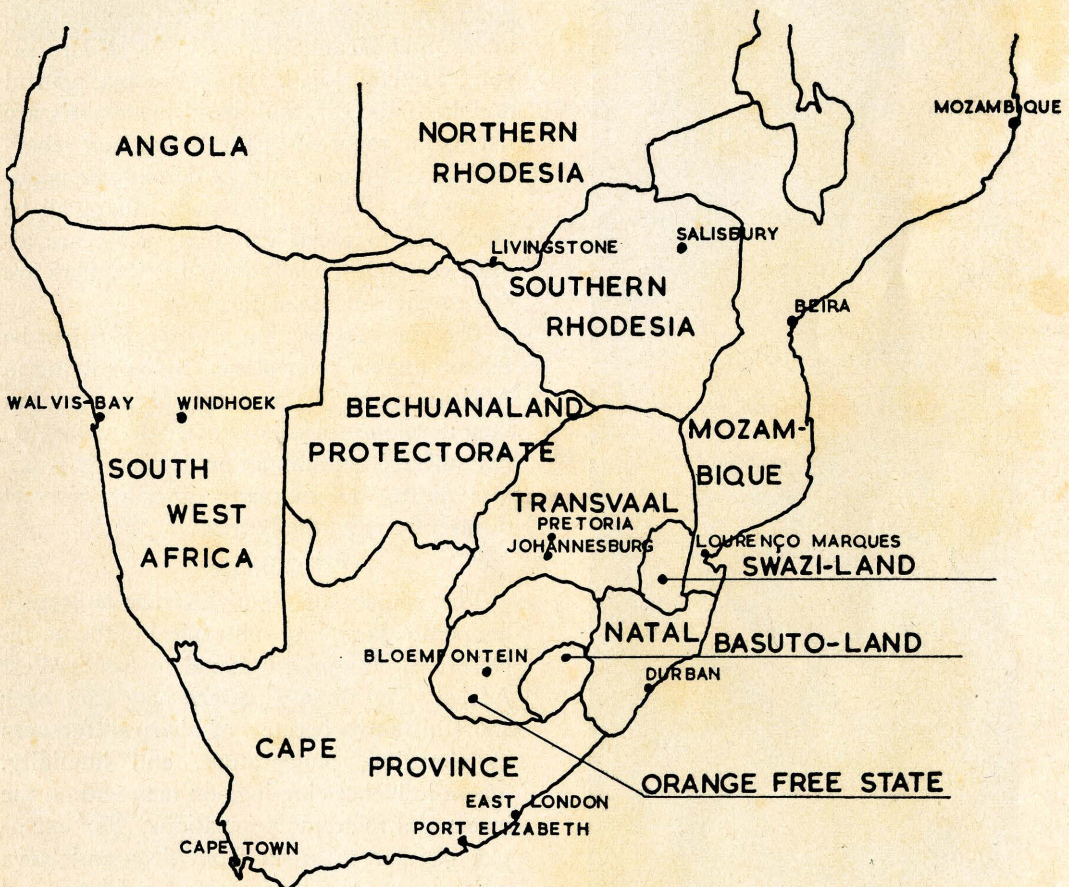 MOZAMBIQUE
ANGOLA
NORTHERN
RHODESIA
LIVINGSTONE
SALISBURY
SOUTHERN
RHODESIA
BEIRA
WALVIS-BAY
WINDHOEK
BECHUANALAND
PROTECTORATE
MOZAM-
BIQUE
SOUTH
WEST
AFRICA
TRANSVAAL
PRETORIA
JOHANNESBURG
LOURENÇO MARQUES
SWAZI-LAND
NATAL
BASUTO-LAND
BLOEMFONTEIN
DURBAN
CAPE
PROVINCE
ORANGE FREE STATE
EAST LONDON
PORT ELIZABETH
CAPE TOWN